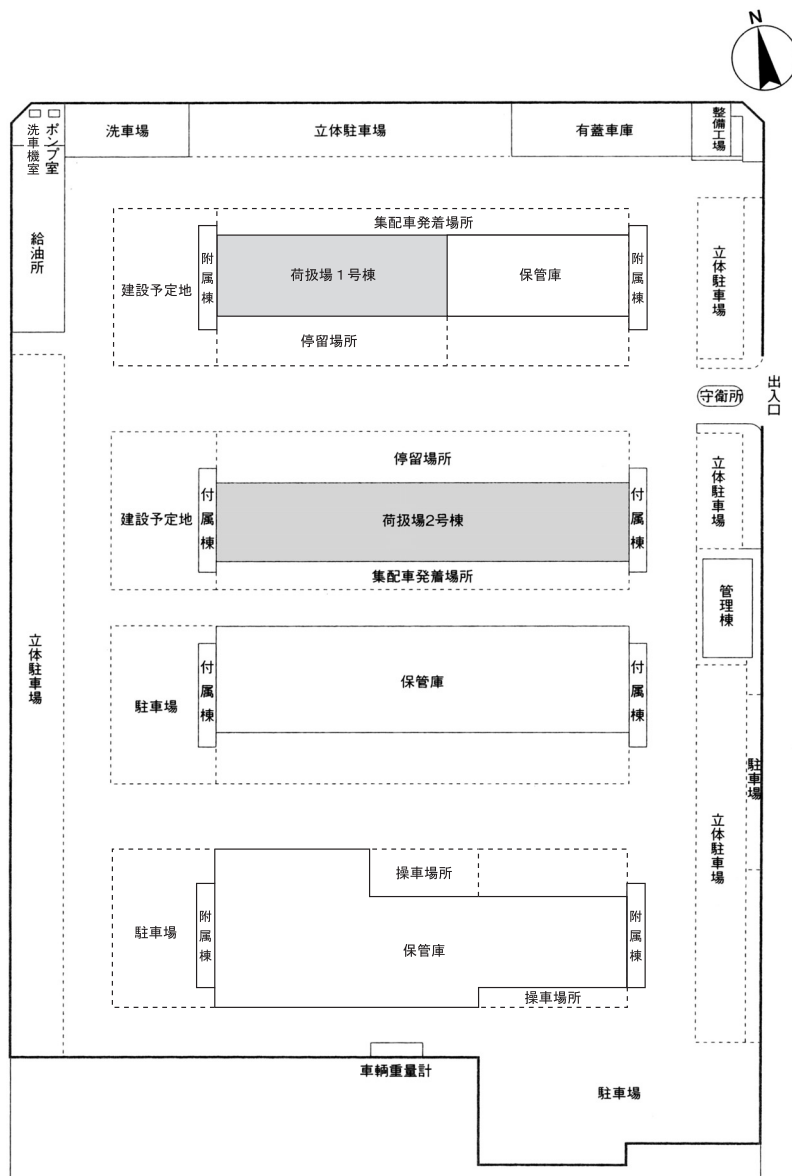 N
洗車機室
ポンプ室
洗車場
立体駐車場
有蓋車庫
整備工場
給油所
集配車発着場所
附属棟
荷扱場1号棟
保管庫
附属棟
建設予定地
停留場所
立体駐車場
守衛所
出入口
停留場所
建設予定地
付属棟
荷扱場2号棟
付属棟
集配車発着場所
立体駐車場
管理棟
立体駐車場
駐車場
付属棟
保管庫
付属棟
駐車場
立体駐車場
操車場所
駐車場
附属棟
保管庫
附属棟
操車場所
車輌重量計
駐車場